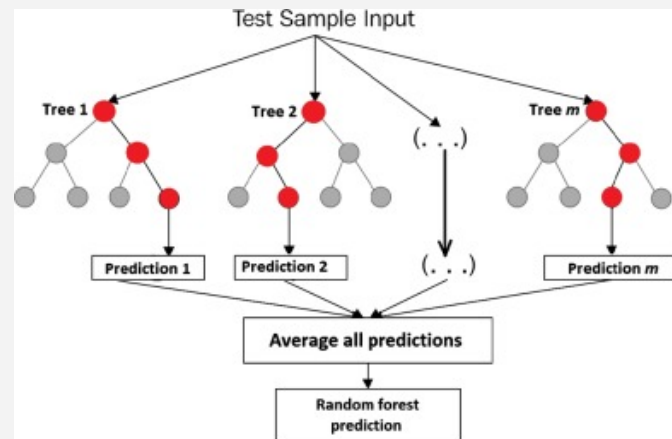 Test Sample Input
Tree 1
Tree 2
(. . .)
Tree m
Prediction 1
Prediction 2
(. . .)
Prediction m
Average all predictions
Random forest
prediction